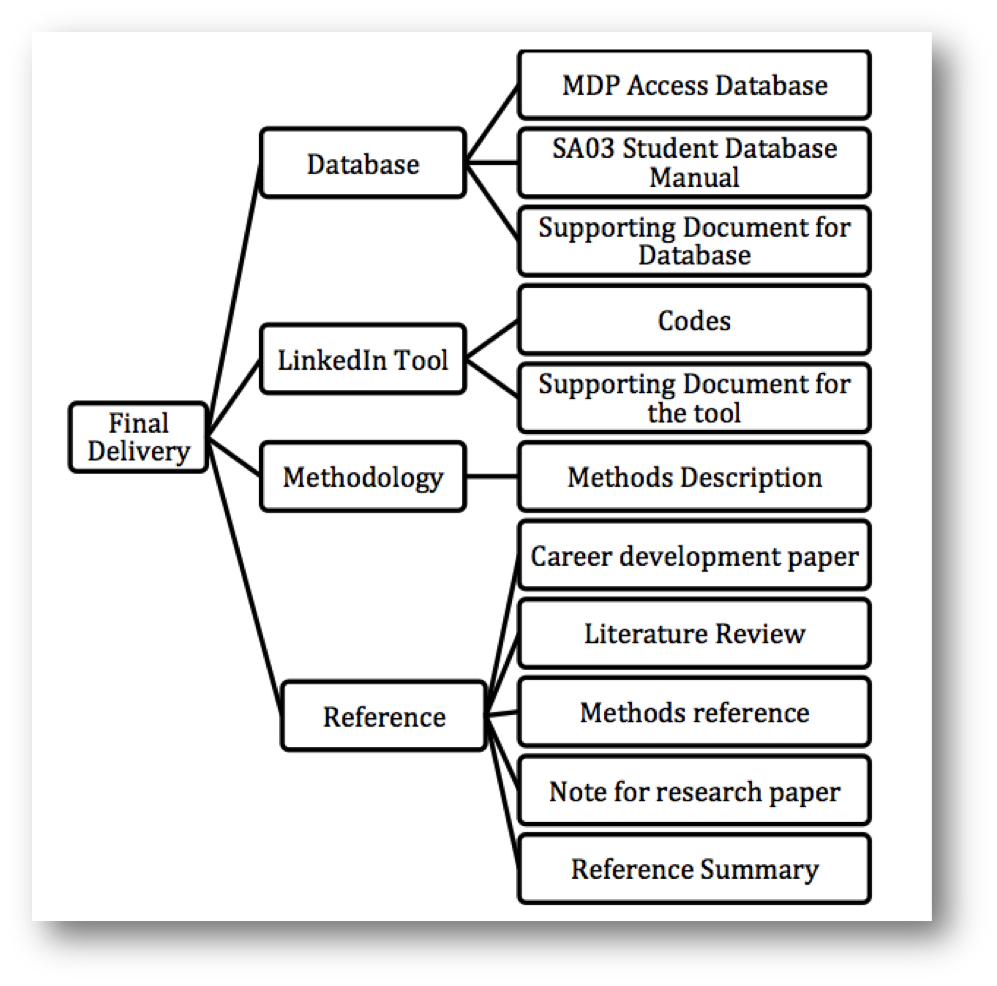 Final
Delivery
Database
MDP Access Database
SA03 Student Database
Manual
Supporting Document for
Database
LinkedIn Tool
Codes
Supporting Document for
the tool
Methodology
Methods Description
Reference
Career development paper
Literature Review
Methods reference
Note for research paper
Reference Summary